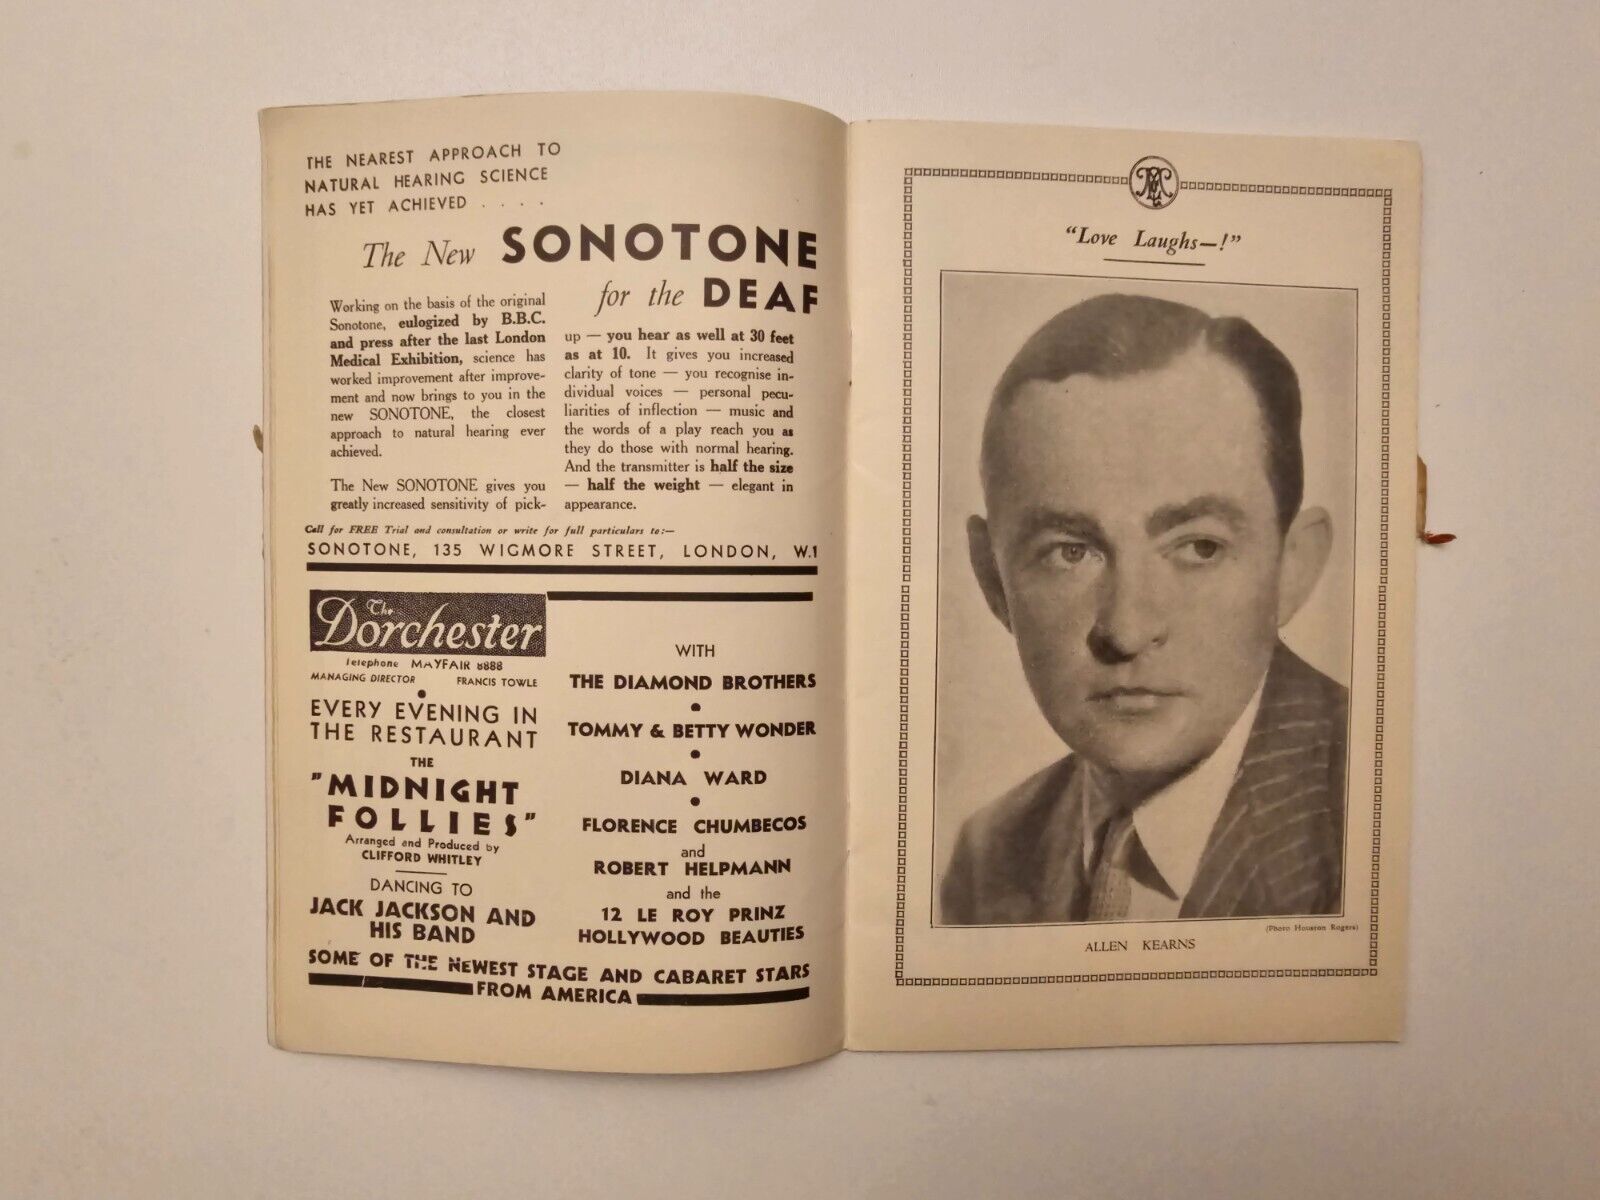 THE NEAREST APPROACH TO
NATURAL HEARING SCIENCE
HAS YET ACHIEVED . . . .
The New SONOTONE
for the DEAF
Working on the basis of the original
Sonotone, eulogized by B.B.C.
and press after the last London
Medical Exhibition, science has
worked improvement after improve-
ment and now brings to you in the
new SONOTONE, the closest
approach to natural hearing ever
achieved.
The New SONOTONE gives you
greatly increased sensitivity of pick-
up — you hear as well at 30 feet
as at 10. It gives you increased
clarity of tone — you recognise in-
dividual voices — personal pecu-
liarities of inflection — music and
the words of a play reach you as
they do those with normal hearing.
And the transmitter is half the size
— half the weight — elegant in
appearance.
Call for FREE Trial and consultation or write for full particulars to:—
SONOTONE, 135 WIGMORE STREET, LONDON, W.1
The
Dorchester
Telephone MAYFAIR 8888
MANAGING DIRECTOR FRANCIS TOWLE
EVERY EVENING IN
THE RESTAURANT
THE
"MIDNIGHT
FOLLIES"
Arranged and Produced by
CLIFFORD WHITLEY
DANCING TO
JACK JACKSON AND
HIS BAND
WITH
THE DIAMOND BROTHERS
TOMMY & BETTY WONDER
DIANA WARD
FLORENCE CHUMBECOS
and
ROBERT HELPMANN
and the
12 LE ROY PRINZ
HOLLYWOOD BEAUTIES
SOME OF THE NEWEST STAGE AND CABARET STARS
FROM AMERICA
"Love Laughs—!"
(Photo Houston Rogers)
ALLEN KEARNS